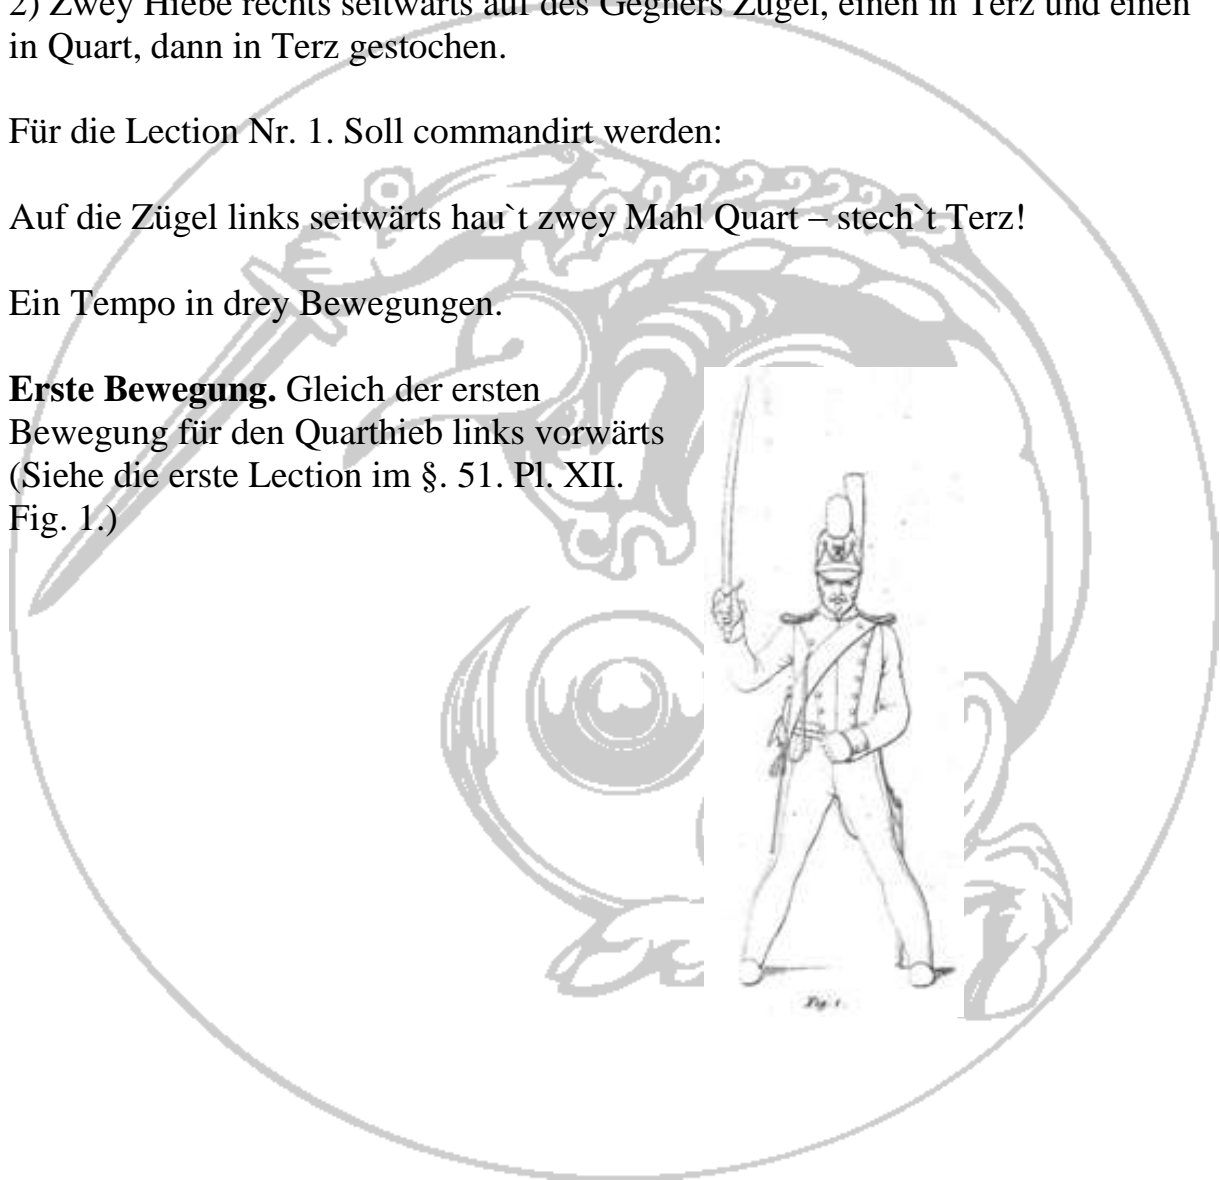 2) Zwey Hiebe rechts seitwärts auf des Gegners Zügel, einen in Terz und einen
in Quart, dann in Terz gestochen.
Für die Lection Nr. 1. Soll commandirt werden:
Auf die Zügel links seitwärts hau`t zwey Mahl Quart – stech`t Terz!
Ein Tempo in drey Bewegungen.
Erste Bewegung. Gleich der ersten
Bewegung für den Quarthieb links vorwärts
(Siehe die erste Lection im §. 51. Pl. XII.
Fig. 1.)
Fig. 1.